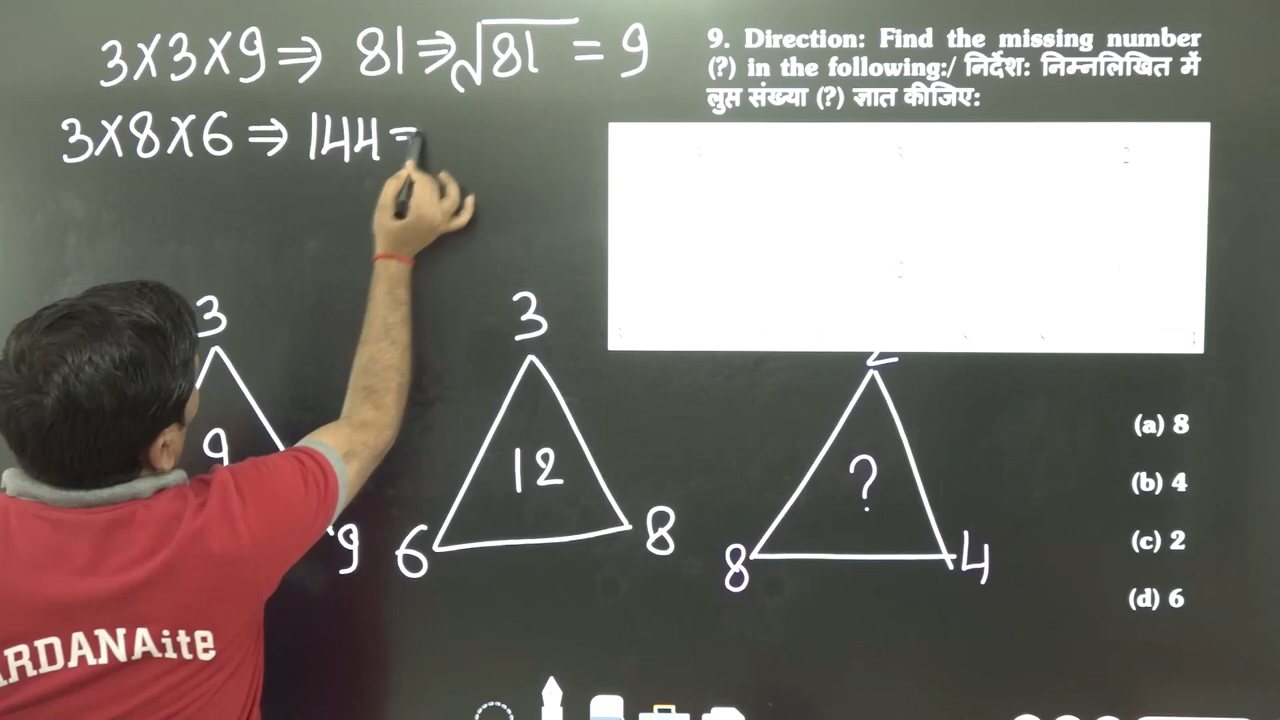 3X3X9⇒ 81⇒√81 = 9
3X8X6⇒144=
9. Direction: Find the missing number
(?) in the following:/ निर्देश: निम्नलिखित में
लुप्त संख्या (?) ज्ञात कीजिए:
3
9
9
3
12
6
8
?
8
4
(a) 8
(b) 4
(c) 2
(d) 6
RDANAite